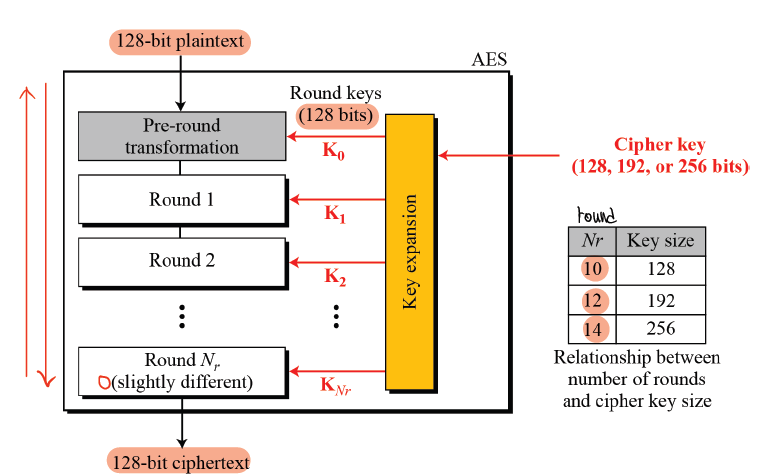 128-bit plaintext
AES
Round keys
(128 bits)
Pre-round
transformation
K0
Cipher key
(128, 192, or 256 bits)
Round 1
K1
Round 2
K2
Key expansion
round
Nr
Key size
10
128
12
192
14
256
Relationship between
number of rounds
and cipher key size
Round Nr
(slightly different)
KNr
128-bit ciphertext